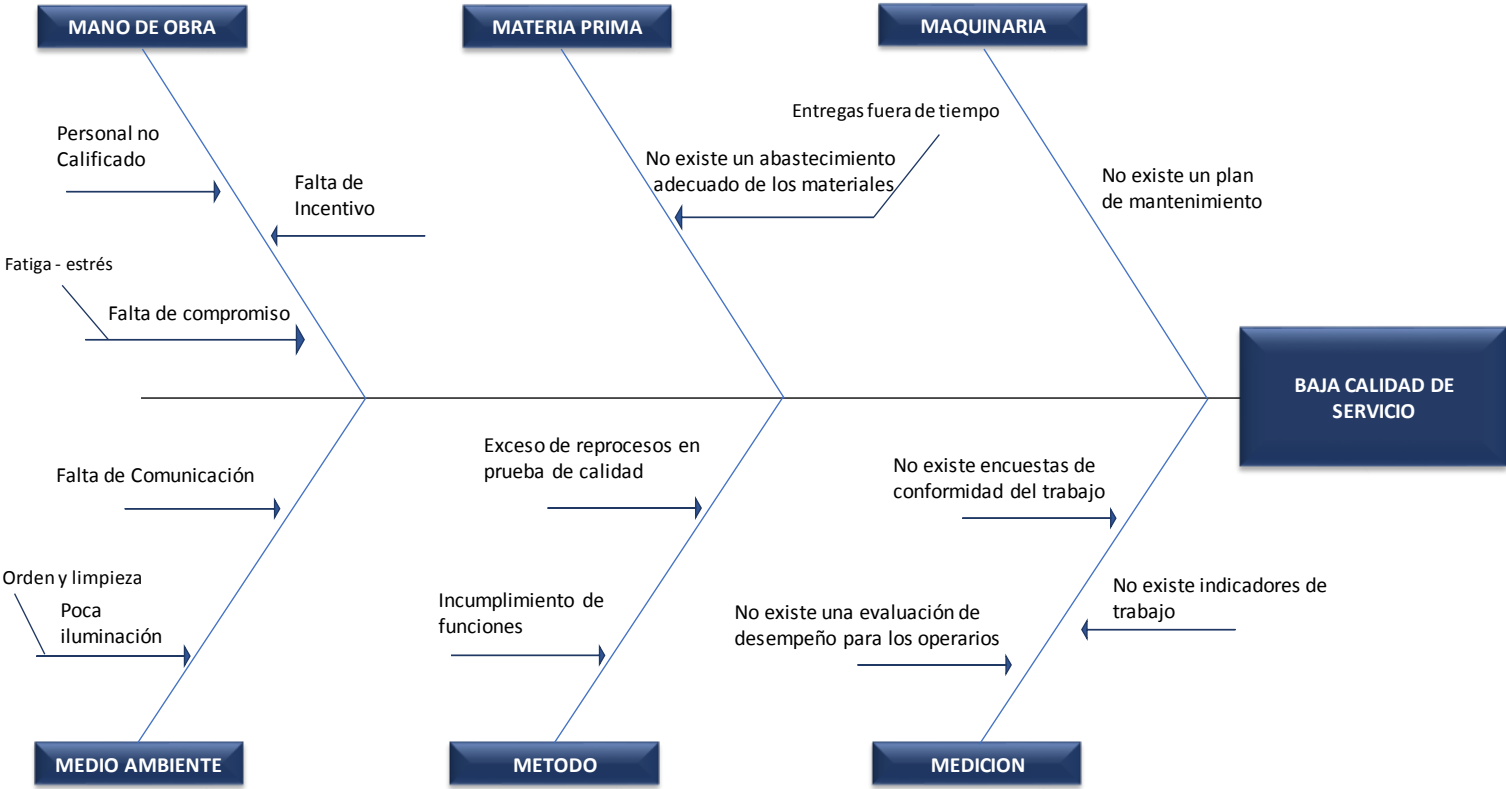 MANO DE OBRA
MATERIA PRIMA
MAQUINARIA
Personal no
Calificado
Falta de
Incentivo
Fatiga - estrés
Falta de compromiso
Entregas fuera de tiempo
No existe un abastecimiento
adecuado de los materiales
No existe un plan
de mantenimiento
BAJA CALIDAD DE
SERVICIO
Falta de Comunicación
Orden y limpieza
Poca
iluminación
Exceso de reprocesos en
prueba de calidad
Incumplimiento de
funciones
No existe encuestas de
conformidad del trabajo
No existe una evaluación de
desempeño para los operarios
No existe indicadores de
trabajo
MEDIO AMBIENTE
METODO
MEDICION